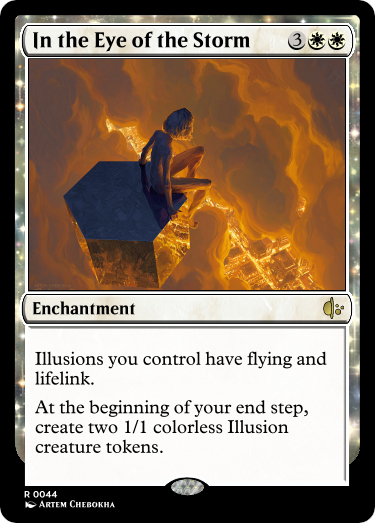 In the Eye of the Storm 3
Enchantment
Illusions you control have flying and
lifelink.
At the beginning of your end step,
create two 1/1 colorless Illusion
creature tokens.
R 0044
Artem Chebokha